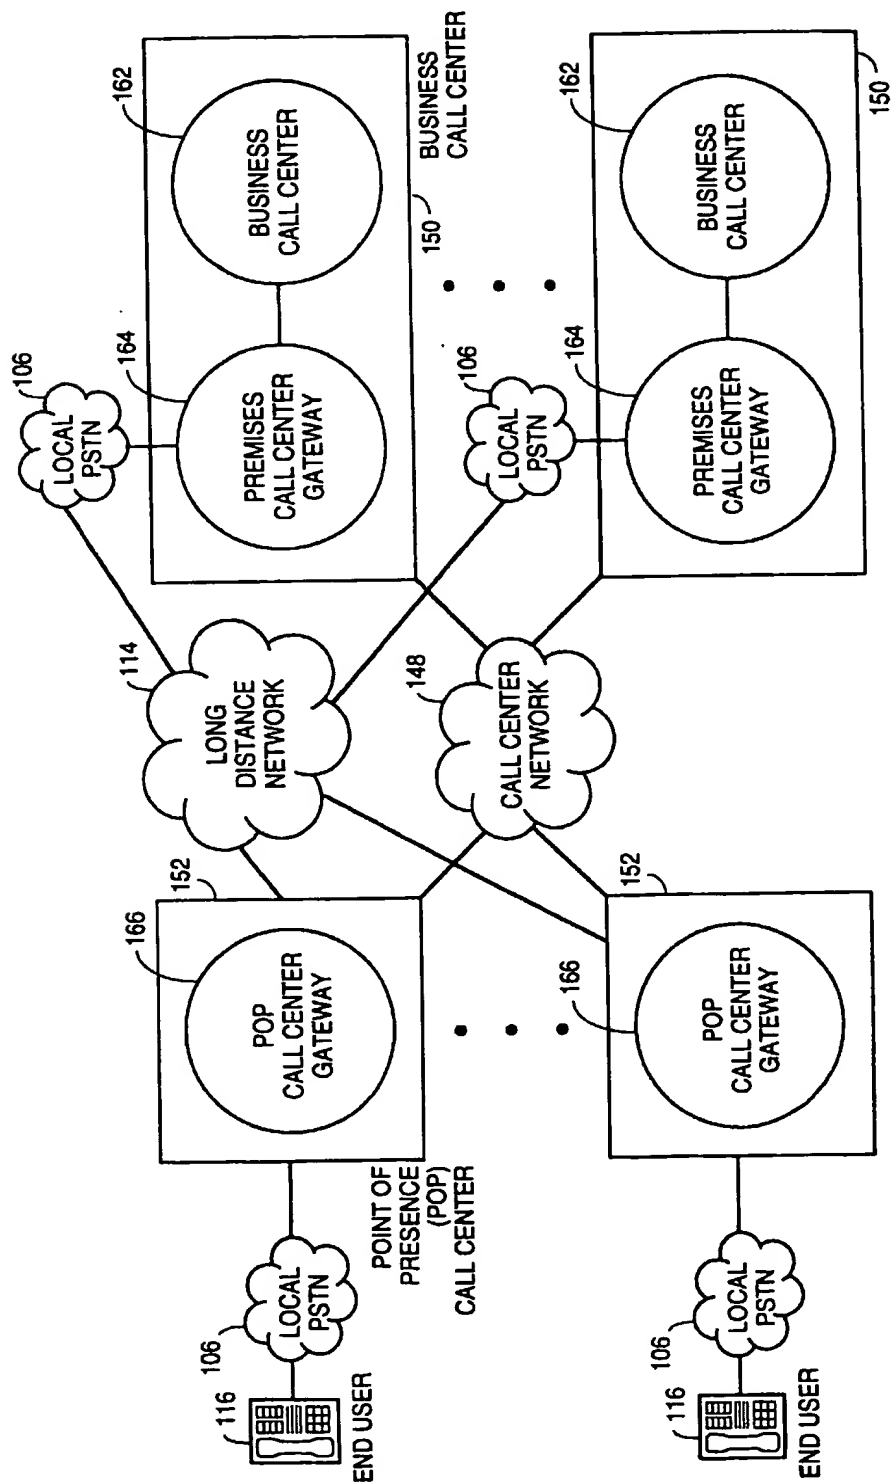 116
END USER
106
LOCAL
PSTN
POINT OF
PRESENCE
(POP)
CALL CENTER
152
166
POP
CALL CENTER
GATEWAY
114
LONG
DISTANCE
NETWORK
148
CALL CENTER
NETWORK
106
LOCAL
PSTN
164
PREMISES
CALL CENTER
GATEWAY
162
BUSINESS
CALL CENTER
150
BUSINESS
CALL CENTER
116
END USER
106
LOCAL
PSTN
152
166
POP
CALL CENTER
GATEWAY
106
LOCAL
PSTN
164
PREMISES
CALL CENTER
GATEWAY
162
BUSINESS
CALL CENTER
150